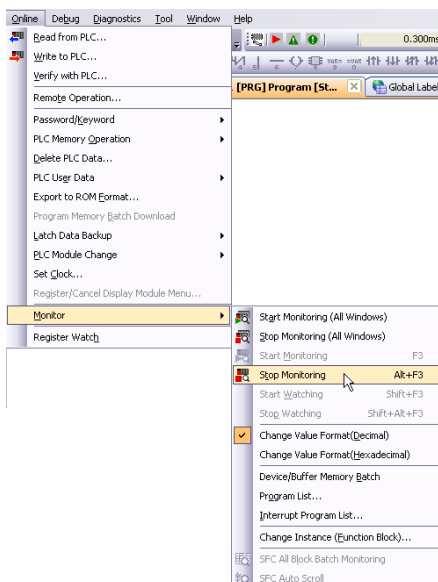 Online Debug Diagnostics Tool Window Help
Read from PLC...
Write to PLC...
Verify with PLC...
Remote Operation...
Password/Keyword
PLC Memory Operation
Delete PLC Data...
PLC User Data
Export to ROM Format...
Program Memory Batch Download
Latch Data Backup
PLC Module Change
Set Clock...
Register/Cancel Display Module Menu...
Monitor
Register Watch
0.300ms
[PRG] Program [St... Global Label
Start Monitoring (All Windows)
Stop Monitoring (All Windows)
Start Monitoring F3
Stop Monitoring Alt+F3
Start Watching Shift+F3
Stop Watching Shift+Alt+F3
Change Value Format(Decimal)
Change Value Format(Hexadecimal)
Device/Buffer Memory Batch
Program List...
Interrupt Program List...
Change Instance (Function Block)...
SFC All Block Batch Monitoring
SFC Auto Scroll